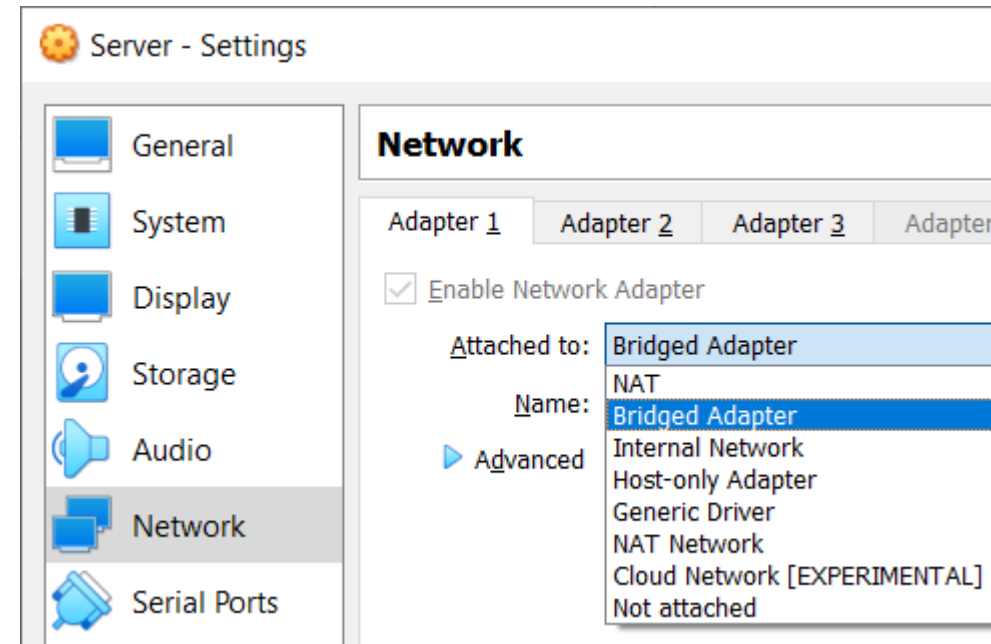 Server - Settings
General
System
Display
Storage
Audio
Network
Serial Ports
Network
Adapter 1 Adapter 2 Adapter 3 Adapter
Enable Network Adapter
Attached to: Bridged Adapter
NAT
Name:
Bridged Adapter
Advanced
Internal Network
Host-only Adapter
Generic Driver
NAT Network
Cloud Network [EXPERIMENTAL]
Not attached